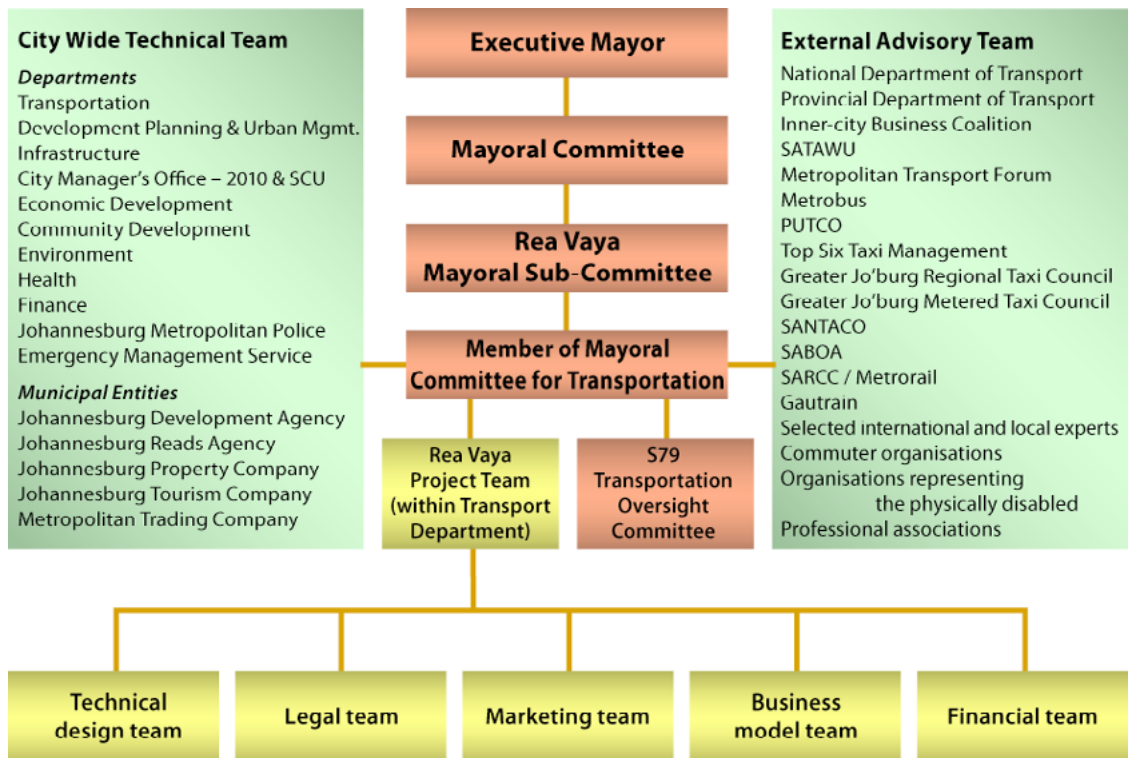 City Wide Technical Team
Departments
Transportation
Development Planning & Urban Mgmt.
Infrastructure
City Manager's Office – 2010 & SCU
Economic Development
Community Development
Environment
Health
Finance
Johannesburg Metropolitan Police
Emergency Management Service
Municipal Entities
Johannesburg Development Agency
Johannesburg Reads Agency
Johannesburg Property Company
Johannesburg Tourism Company
Metropolitan Trading Company
Executive Mayor
Mayoral Committee
Rea Vaya
Mayoral Sub-Committee
Member of Mayoral
Committee for Transportation
Rea Vaya
Project Team
(within Transport
Department)
S79
Transportation
Oversight
Committee
External Advisory Team
National Department of Transport
Provincial Department of Transport
Inner-city Business Coalition
SATAWU
Metropolitan Transport Forum
Metrobus
PUTCO
Top Six Taxi Management
Greater Jo'burg Regional Taxi Council
Greater Jo'burg Metered Taxi Council
SANTACO
SABOA
SARCC / Metrorail
Gautrain
Selected international and local experts
Commuter organisations
Organisations representing
the physically disabled
Professional associations
Technical
design team
Legal team
Marketing team
Business
model team
Financial team